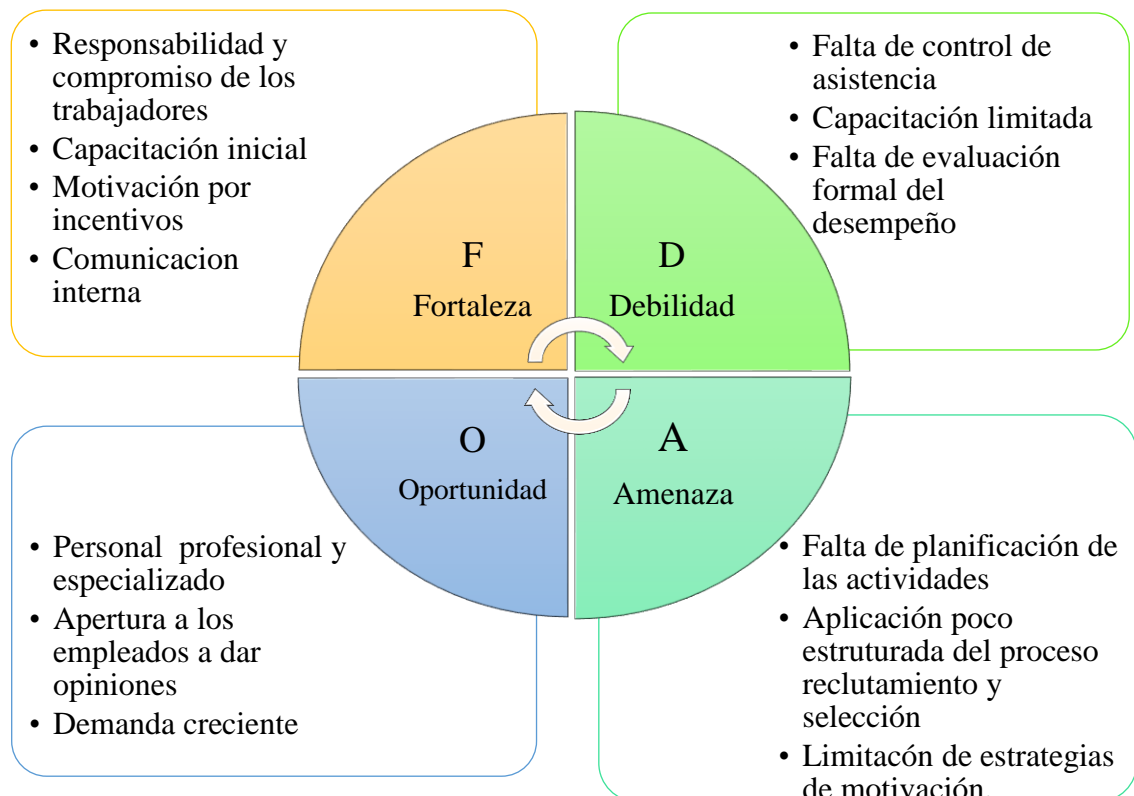 • Responsabilidad y
compromiso de los
trabajadores
• Capacitación inicial
• Motivación por
incentivos
• Comunicacion
interna
• Falta de control de
asistencia
• Capacitación limitada
• Falta de evaluación
formal del
desempeño
F
Fortaleza
D
Debilidad
O
Oportunidad
A
Amenaza
• Personal profesional y
especializado
• Apertura a los
empleados a dar
opiniones
• Demanda creciente
• Falta de planificación de
las actividades
• Aplicación poco
estruturada del proceso
reclutamiento y
selección
• Limitacón de estrategias
de motivación